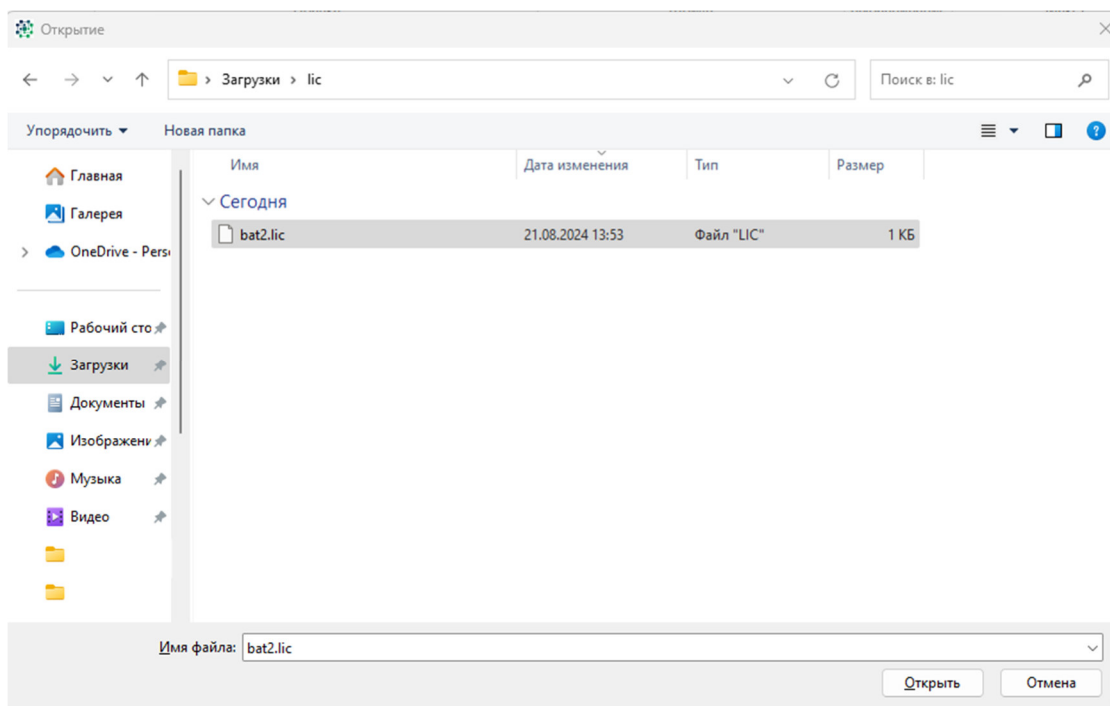 Открытие
Загрузки > lic
Поиск в: lic
Упорядочить Новая папка
Имя Дата изменения Тип Размер
Главная
Сегодня
Галерея
bat2.lic 21.08.2024 13:53 Файл "LIC" 1 КБ
OneDrive - Pers
Рабочий сто
Загрузки
Документы
Изображени
Музыка
Видео
Имя файла: bat2.lic
Открыть Отмена